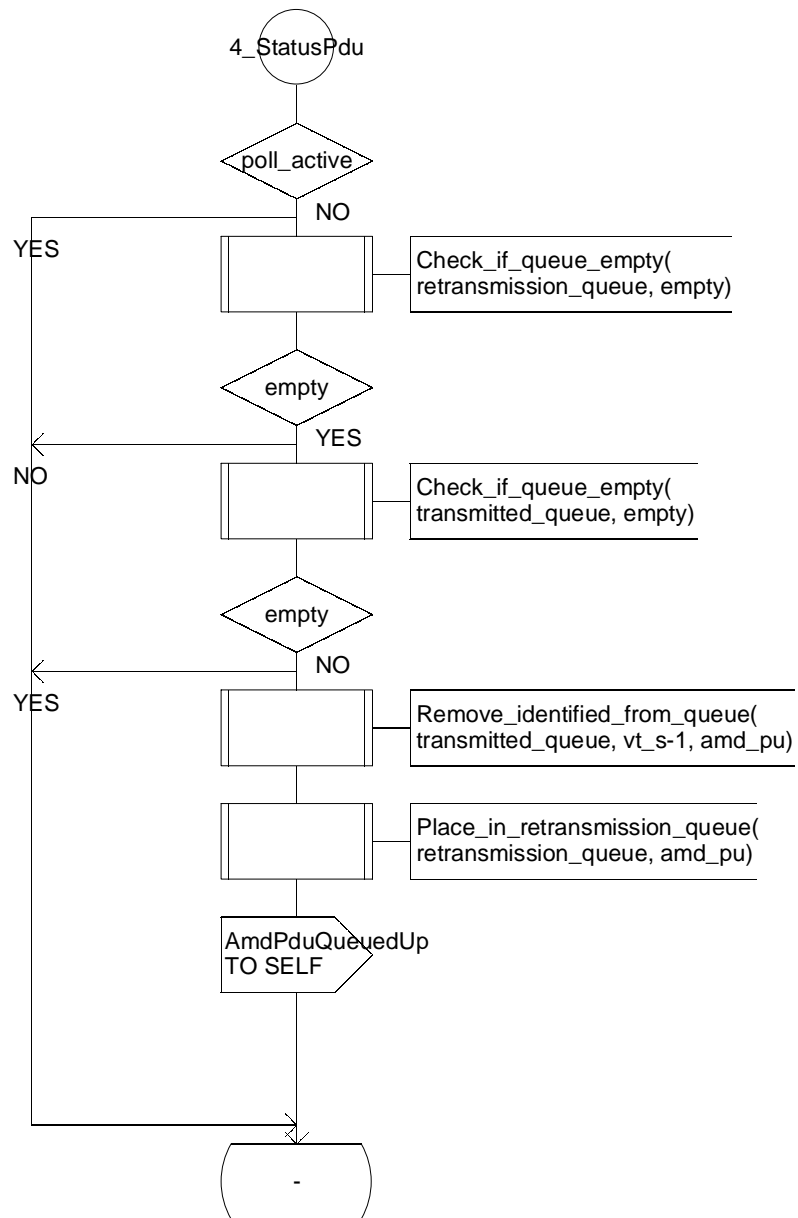 4_StatusPdu
poll_active
NO
YES
Check_if_queue_empty(
retransmission_queue, empty)
empty
YES
NO
Check_if_queue_empty(
transmitted_queue, empty)
empty
NO
YES
Remove_identified_from_queue(
transmitted_queue, vt_s-1, amd_pu)
Place_in_retransmission_queue(
retransmission_queue, amd_pu)
AmdPduQueuedUp
TO SELF
-